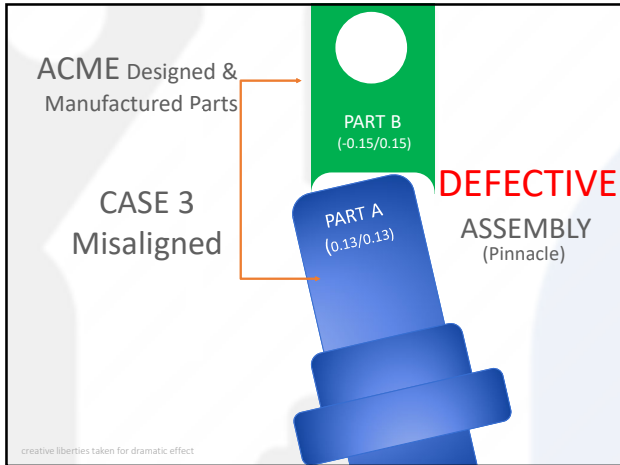 ACME Designed &
Manufactured Parts
PART B
(-0.15/0.15)
DEFECTIVE
ASSEMBLY
(Pinnacle)
CASE 3
Misaligned
PART A
(0.13/0.13)
creative liberties taken for dramatic effect